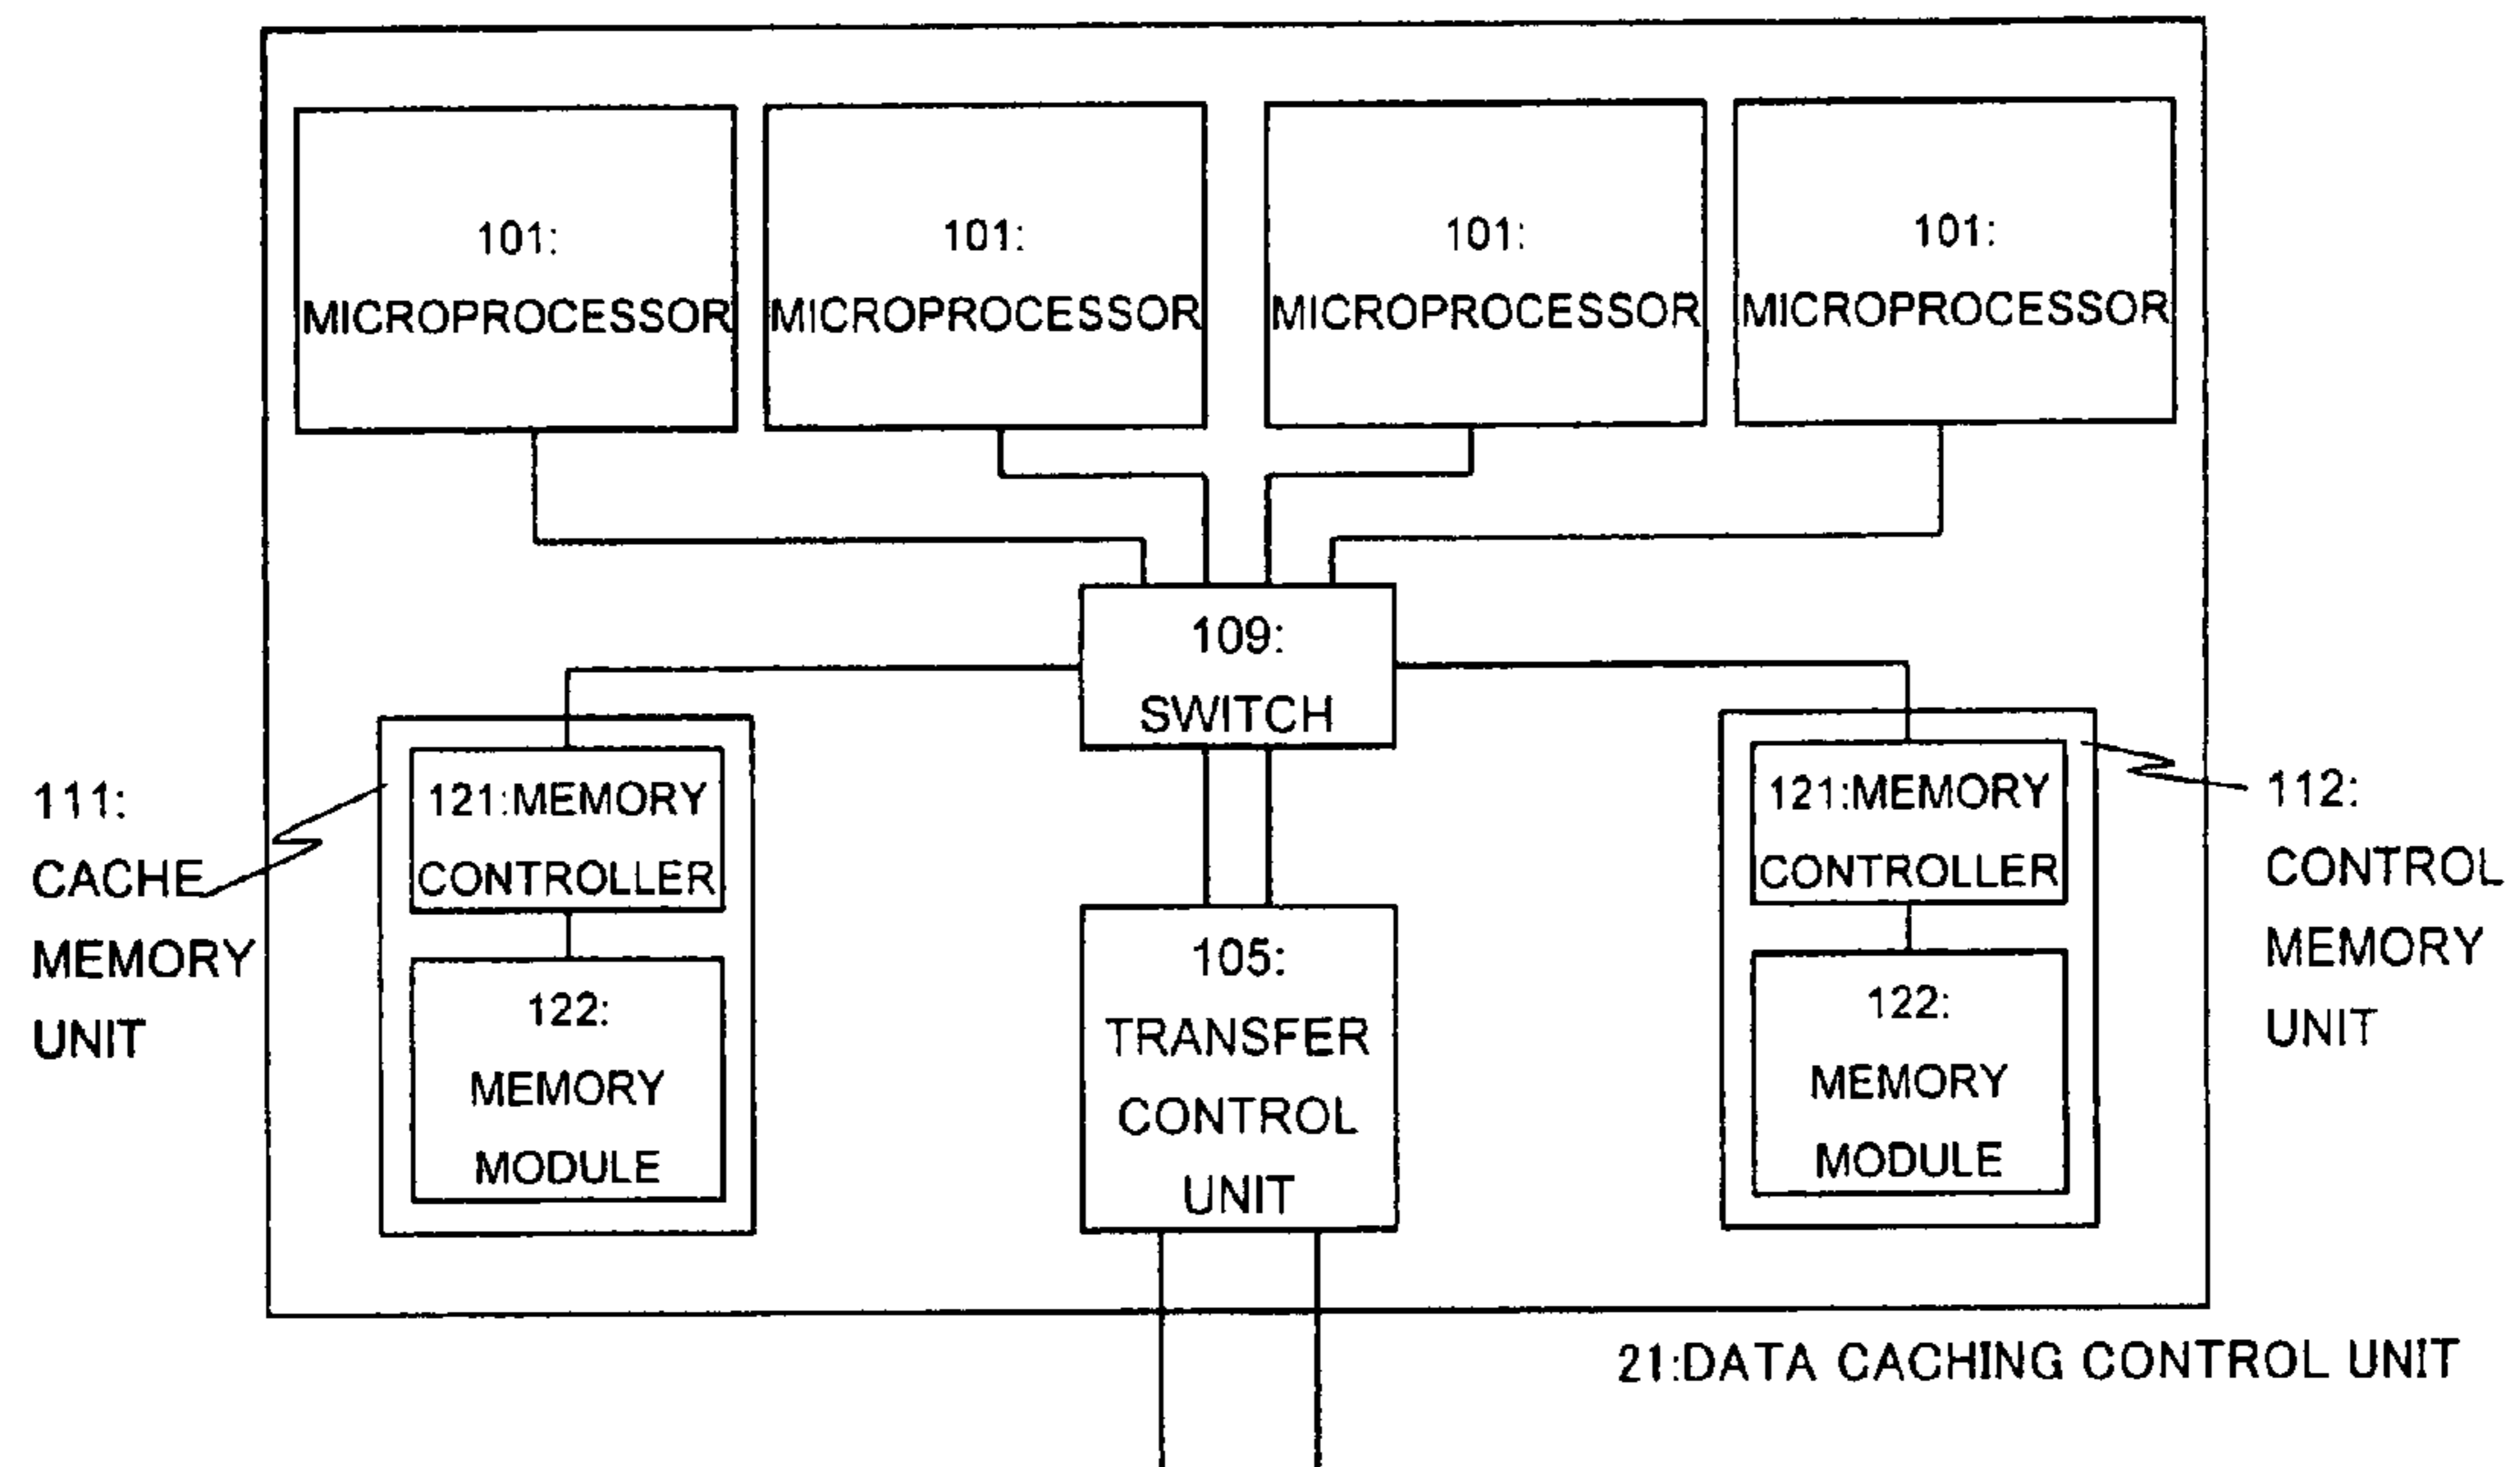 101:
MICROPROCESSOR
101:
MICROPROCESSOR
101:
MICROPROCESSOR
101:
MICROPROCESSOR
109:
SWITCH
111:
CACHE
MEMORY
UNIT
121:MEMORY
CONTROLLER
122:
MEMORY
MODULE
105:
TRANSFER
CONTROL
UNIT
121:MEMORY
CONTROLLER
122:
MEMORY
MODULE
112:
CONTROL
MEMORY
UNIT
21:DATA CACHING CONTROL UNIT